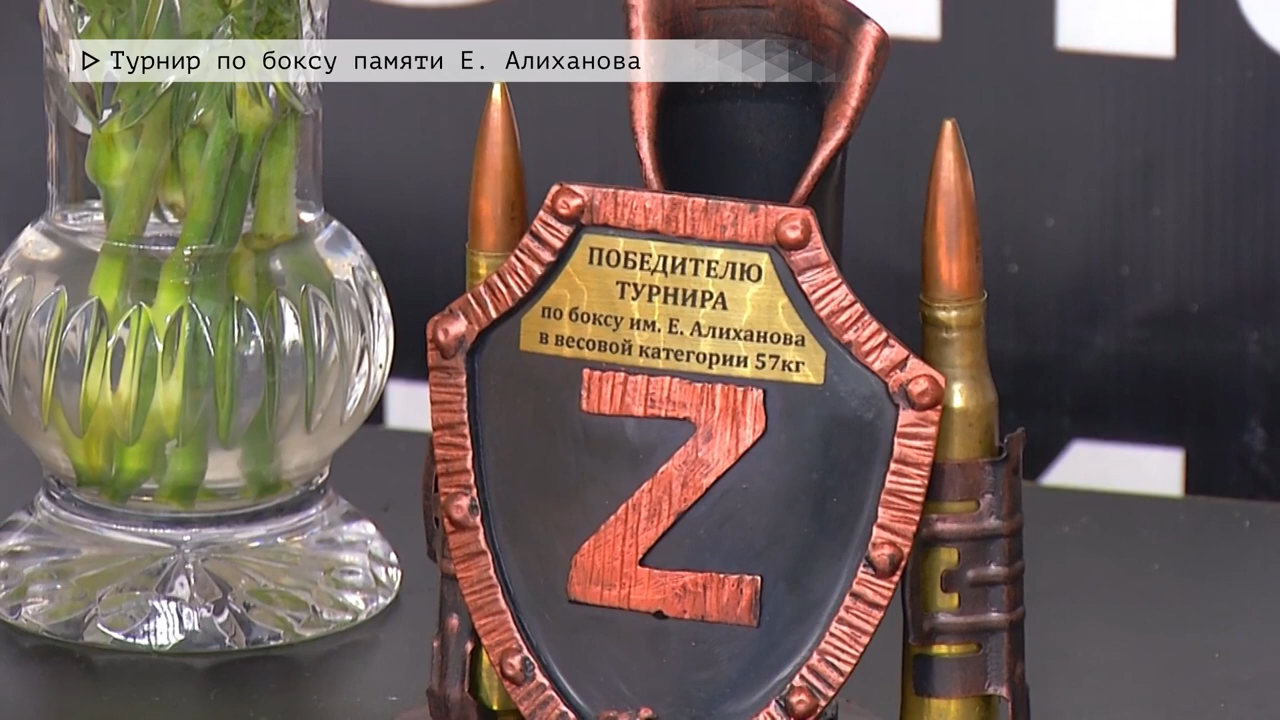 Турнир по боксу памяти Е. Алиханова
ПОБЕДИТЕЛЮ
ТУРНИРА
по боксу им. Е. Алиханова
в весовой категории 57кг
Z